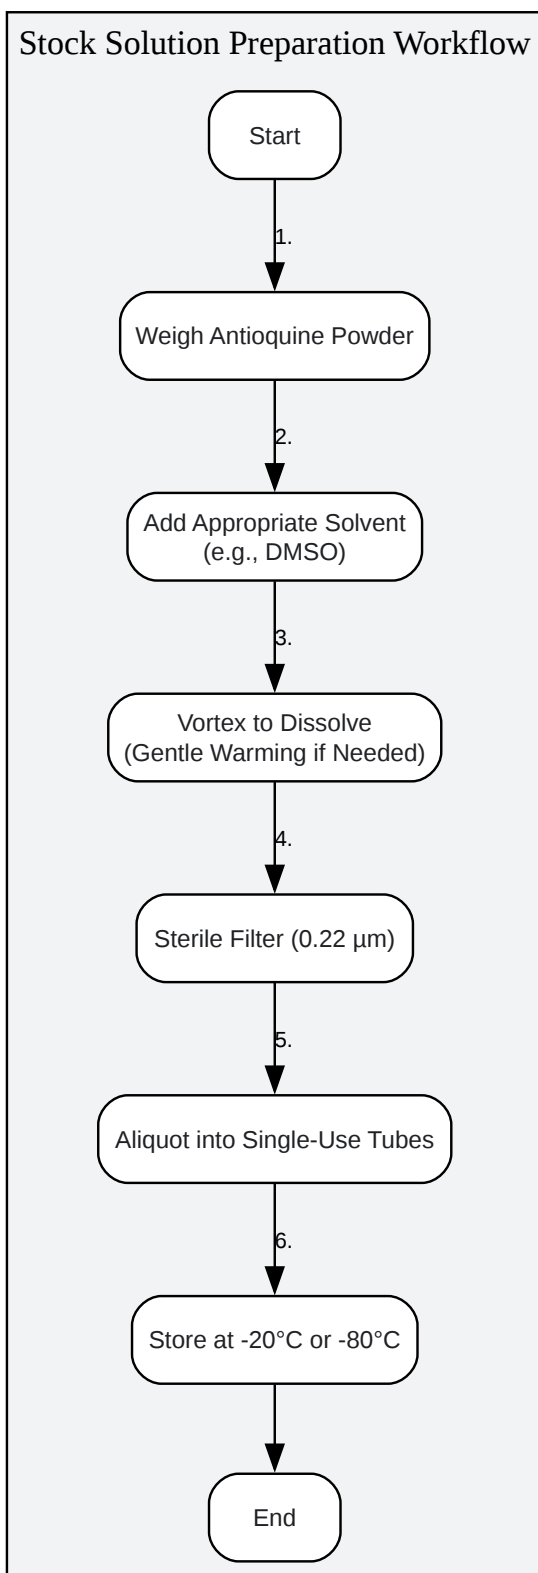 Stock Solution Preparation Workflow
Start
1.
Weigh Antioquine Powder
2.
Add Appropriate Solvent
(e.g., DMSO)
3.
Vortex to Dissolve
(Gentle Warming if Needed)
4.
Sterile Filter (0.22 µm)
5.
Aliquot into Single-Use Tubes
6.
Store at -20°C or -80°C
End